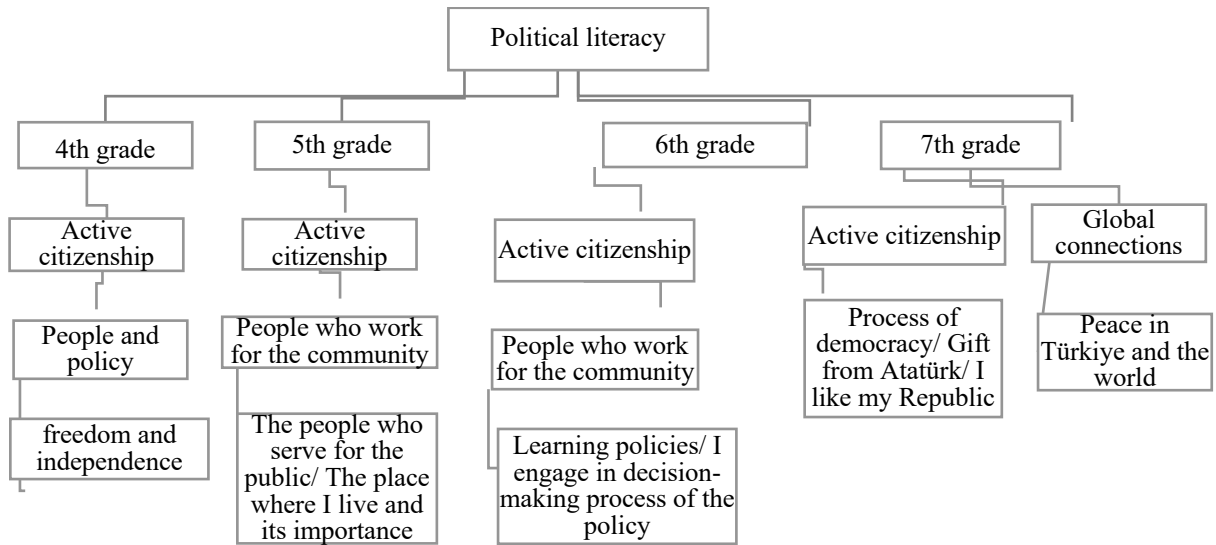 Political literacy
4th grade
5th grade
6th grade
7th grade
Active
citizenship
Active
citizenship
Active citizenship
Active citizenship
Global
connections
People and
policy
People who work
for the community
People who work
for the community
Process of
democracy/ Gift
from Atatürk/ I
like my Republic
Peace in
Türkiye and the
world
freedom and
independence
The people who
serve for the
public/ The place
where I live and
its importance
Learning policies/ I
engage in decision-
making process of the
policy